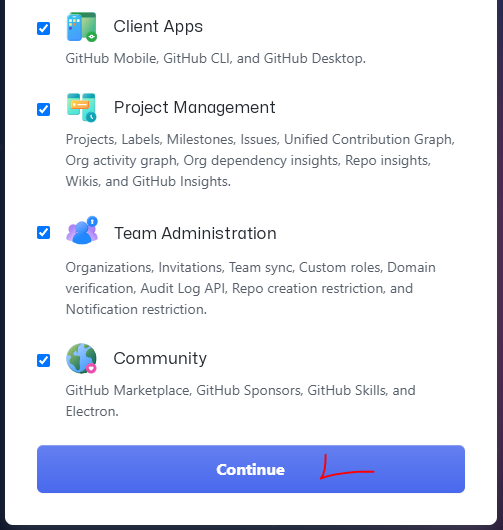 Client Apps
GitHub Mobile, GitHub CLI, and GitHub Desktop.
Project Management
Projects, Labels, Milestones, Issues, Unified Contribution Graph,
Org activity graph, Org dependency insights, Repo insights,
Wikis, and GitHub Insights.
Team Administration
Organizations, Invitations, Team sync, Custom roles, Domain
verification, Audit Log API, Repo creation restriction, and
Notification restriction.
Community
GitHub Marketplace, GitHub Sponsors, GitHub Skills, and
Electron.
Continue